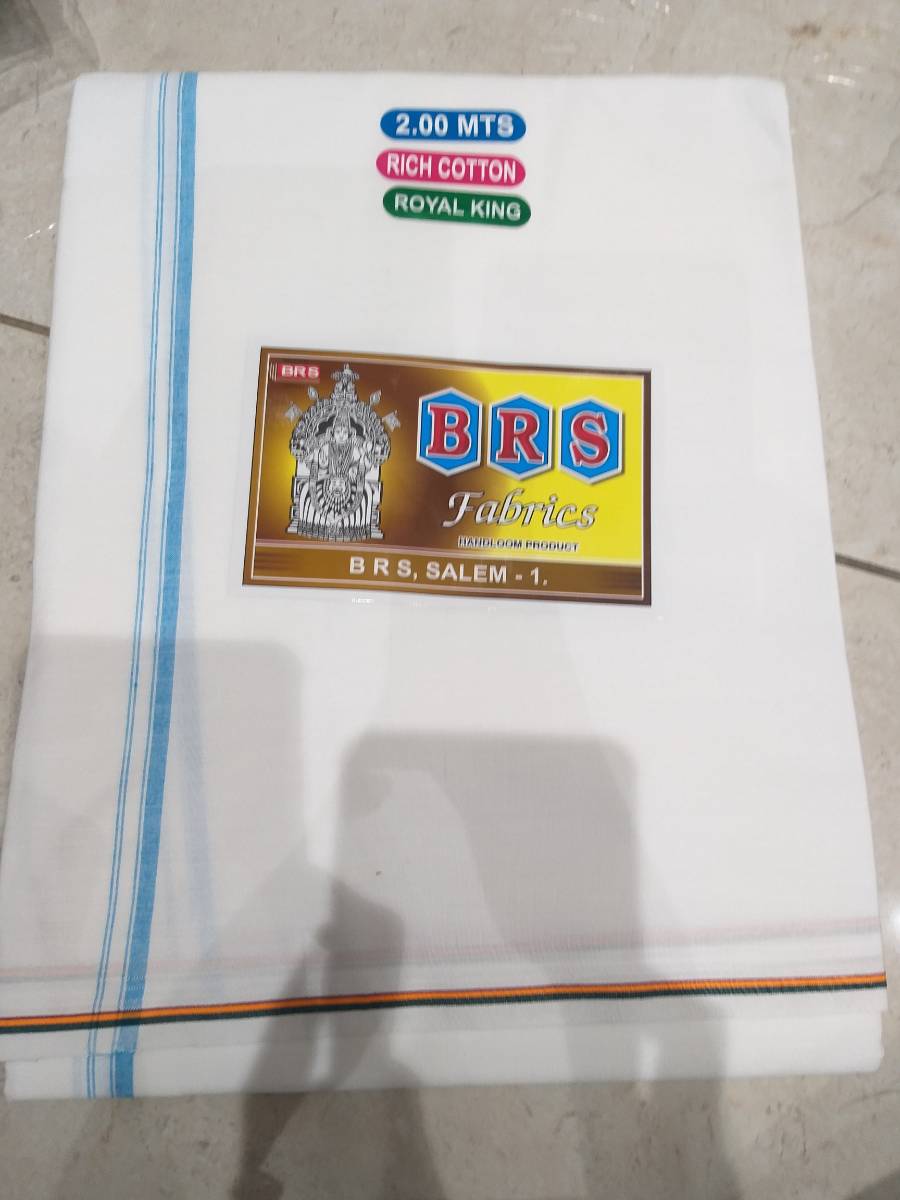 2.00 MTS
RICH COTTON
ROYAL KING
BRS
BRS
Fabrics
HANDLOOM PRODUCT
B R S, SALEM - 1.